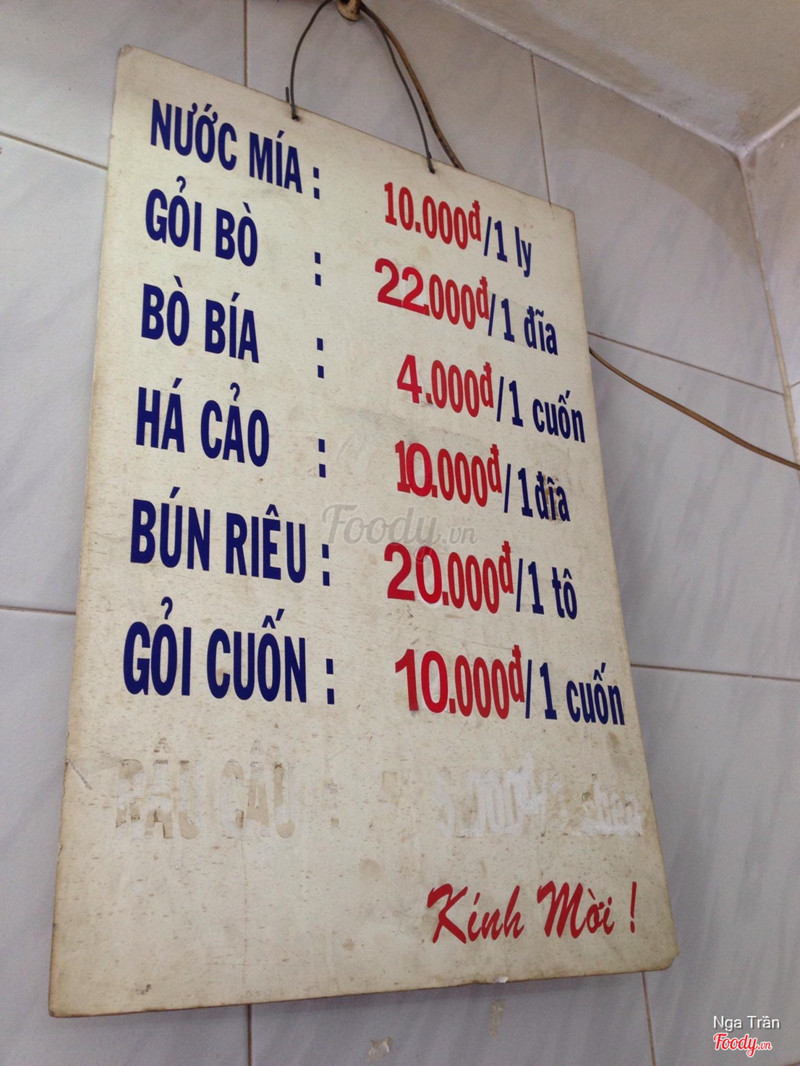 NƯỚC MÍA : 10.000đ/1 ly
GỎI BÒ : 22.000đ/1 đĩa
BÒ BÍA : 4.000đ/1 cuốn
HÁ CẢO : 10.000đ/1đĩa
BÚN RIÊU : 20.000đ/1 tô
GỎI CUỐN : 10.000đ/1 cuốn
Kính Mời !
Foody.vn
Nga Trần
Foody.vn